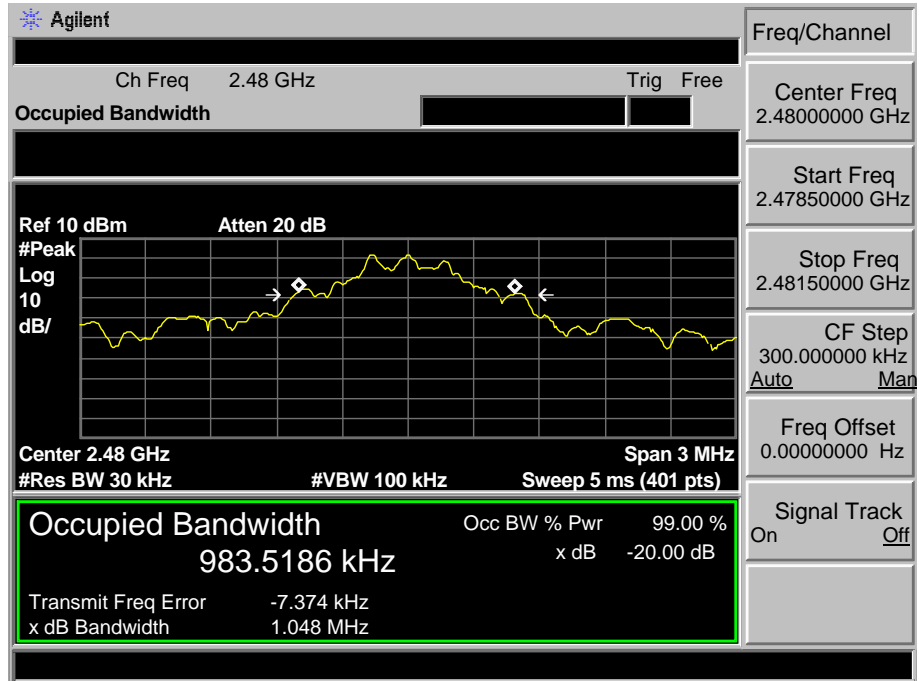 Agilent
Ch Freq 2.48 GHz Trig Free
Occupied Bandwidth
Ref 10 dBm Atten 20 dB
#Peak
Log
10
dB/
Center 2.48 GHz Span 3 MHz
#Res BW 30 kHz #VBW 100 kHz Sweep 5 ms (401 pts)
Occupied Bandwidth Occ BW % Pwr 99.00 %
983.5186 kHz x dB -20.00 dB
Transmit Freq Error -7.374 kHz
x dB Bandwidth 1.048 MHz
Freq/Channel
Center Freq
2.48000000 GHz
Start Freq
2.47850000 GHz
Stop Freq
2.48150000 GHz
CF Step
300.000000 kHz
Auto Man
Freq Offset
0.00000000 Hz
Signal Track
On Off